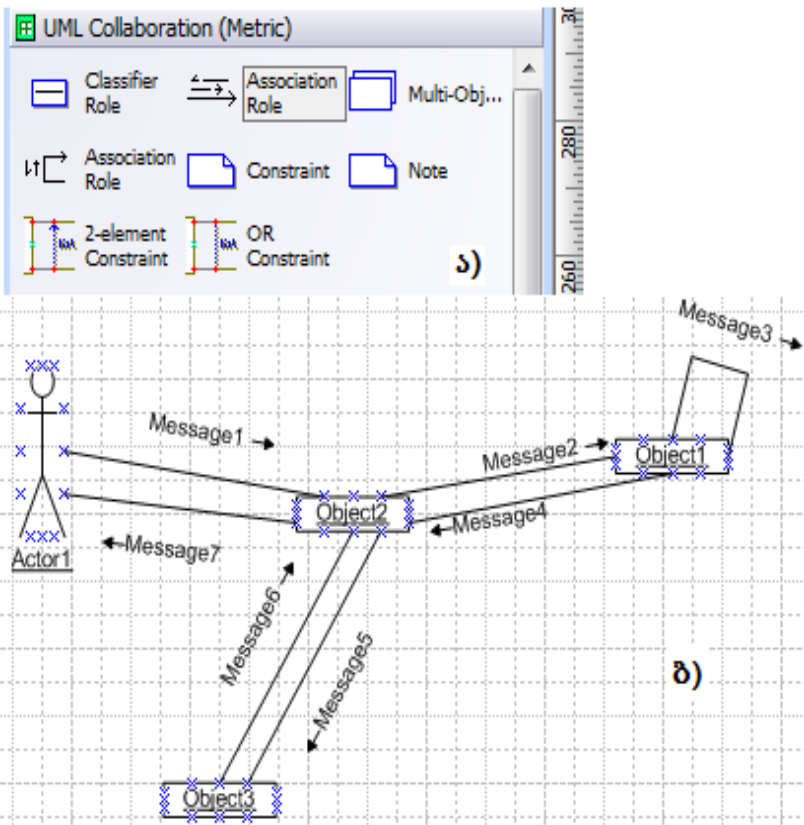 UML Collaboration (Metric)
Classifier
Role
Association
Role
Multi-Obj...
Association
Role
Constraint
Note
2-element
Constraint
OR
Constraint
ა)
280
260
Message3
Message1
Message2
Object1
Object2
Message4
Message7
Actor1
Message6
Message5
ბ)
Object3